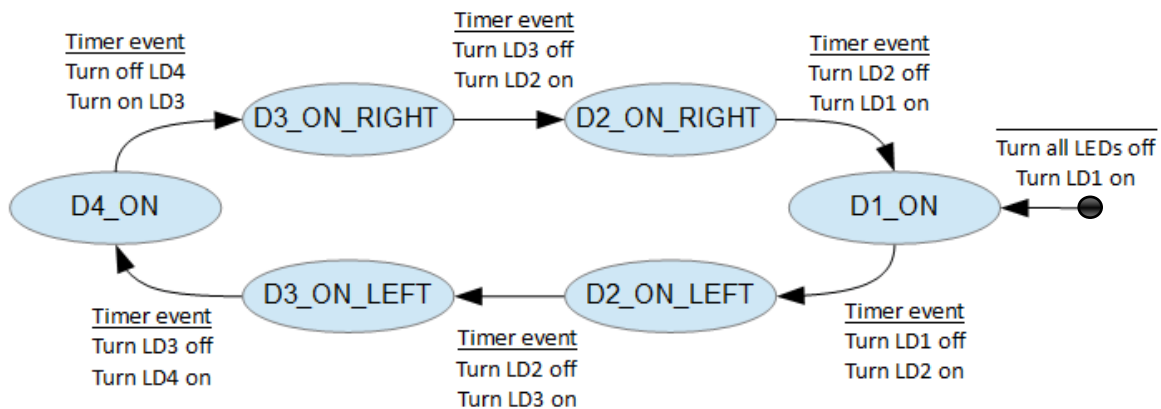 Timer event
Turn off LD4
Turn on LD3
Timer event
Turn LD3 off
Turn LD2 on
Timer event
Turn LD2 off
Turn LD1 on
D3_ON_RIGHT
D2_ON_RIGHT
Turn all LEDs off
Turn LD1 on
D4_ON
D1_ON
D3_ON_LEFT
D2_ON_LEFT
Timer event
Turn LD3 off
Turn LD4 on
Timer event
Turn LD2 off
Turn LD3 on
Timer event
Turn LD1 off
Turn LD2 on